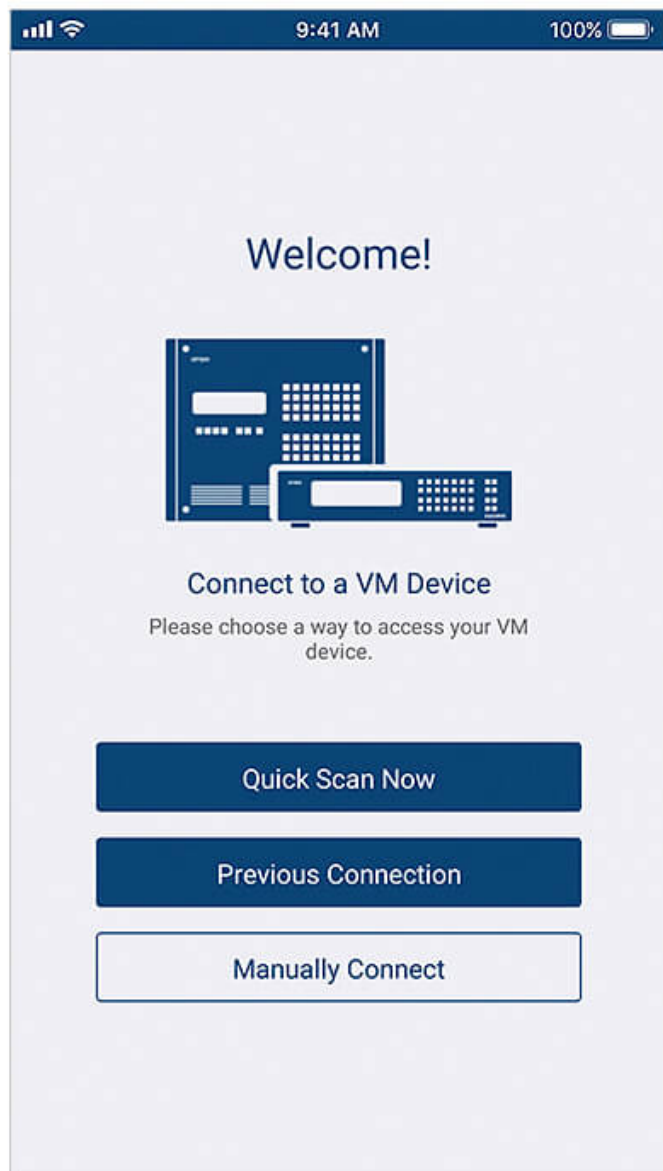 9:41 AM
100%
Welcome!
Connect to a VM Device
Please choose a way to access your VM
device.
Quick Scan Now
Previous Connection
Manually Connect